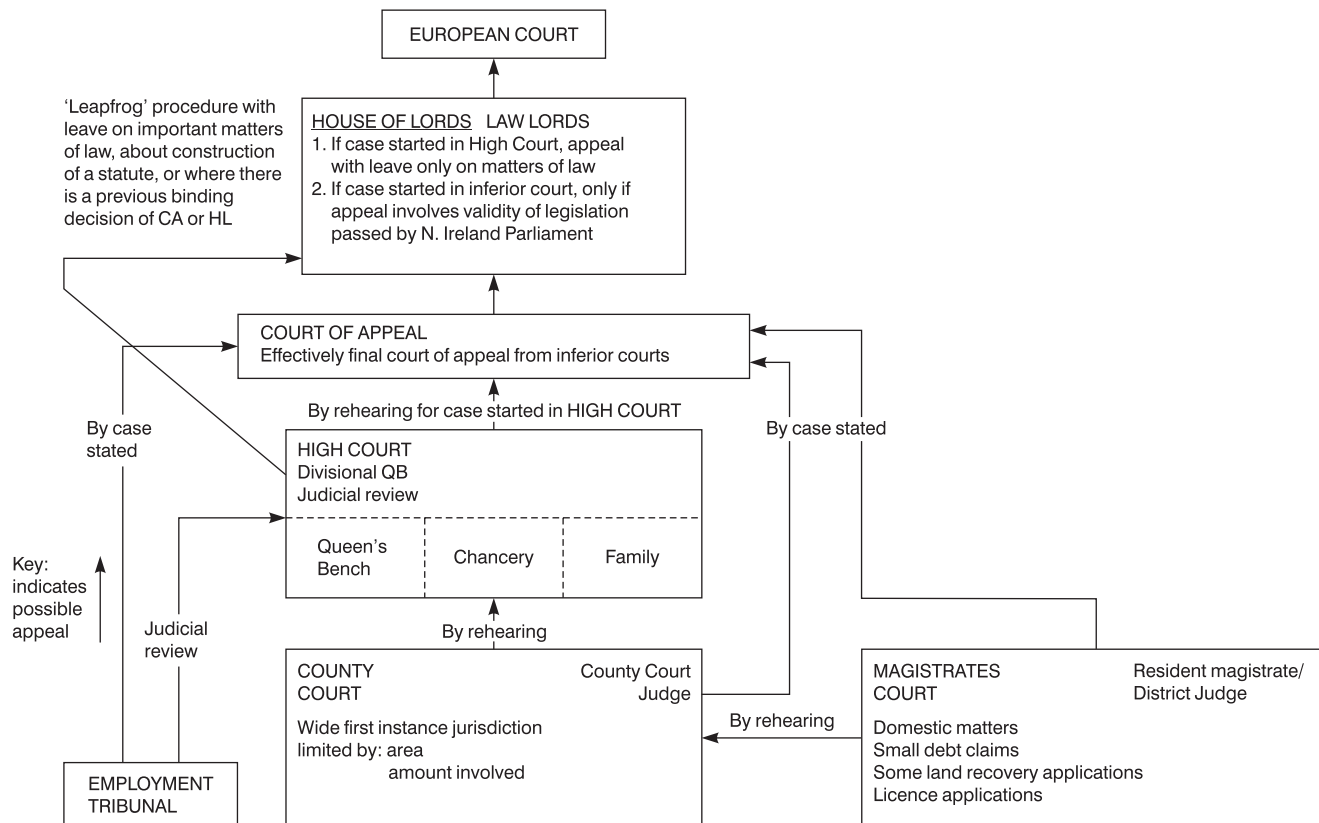 EUROPEAN COURT
‘Leapfrog’ procedure with
leave on important matters
of law, about construction
of a statute, or where there
is a previous binding
decision of CA or HL
HOUSE OF LORDS LAW LORDS
1. If case started in High Court, appeal
with leave only on matters of law
2. If case started in inferior court, only if
appeal involves validity of legislation
passed by N. Ireland Parliament
COURT OF APPEAL
Effectively final court of appeal from inferior courts
By case
stated
By rehearing for case started in HIGH COURT
By case stated
HIGH COURT
Divisional QB
Judicial review
Queen’s
Bench
Chancery
Family
Key:
indicates
possible
appeal
Judicial
review
By rehearing
COUNTY
COURT
County Court
Judge
Wide first instance jurisdiction
limited by: area
amount involved
By rehearing
MAGISTRATES
COURT
Resident magistrate/
District Judge
Domestic matters
Small debt claims
Some land recovery applications
Licence applications
EMPLOYMENT
TRIBUNAL